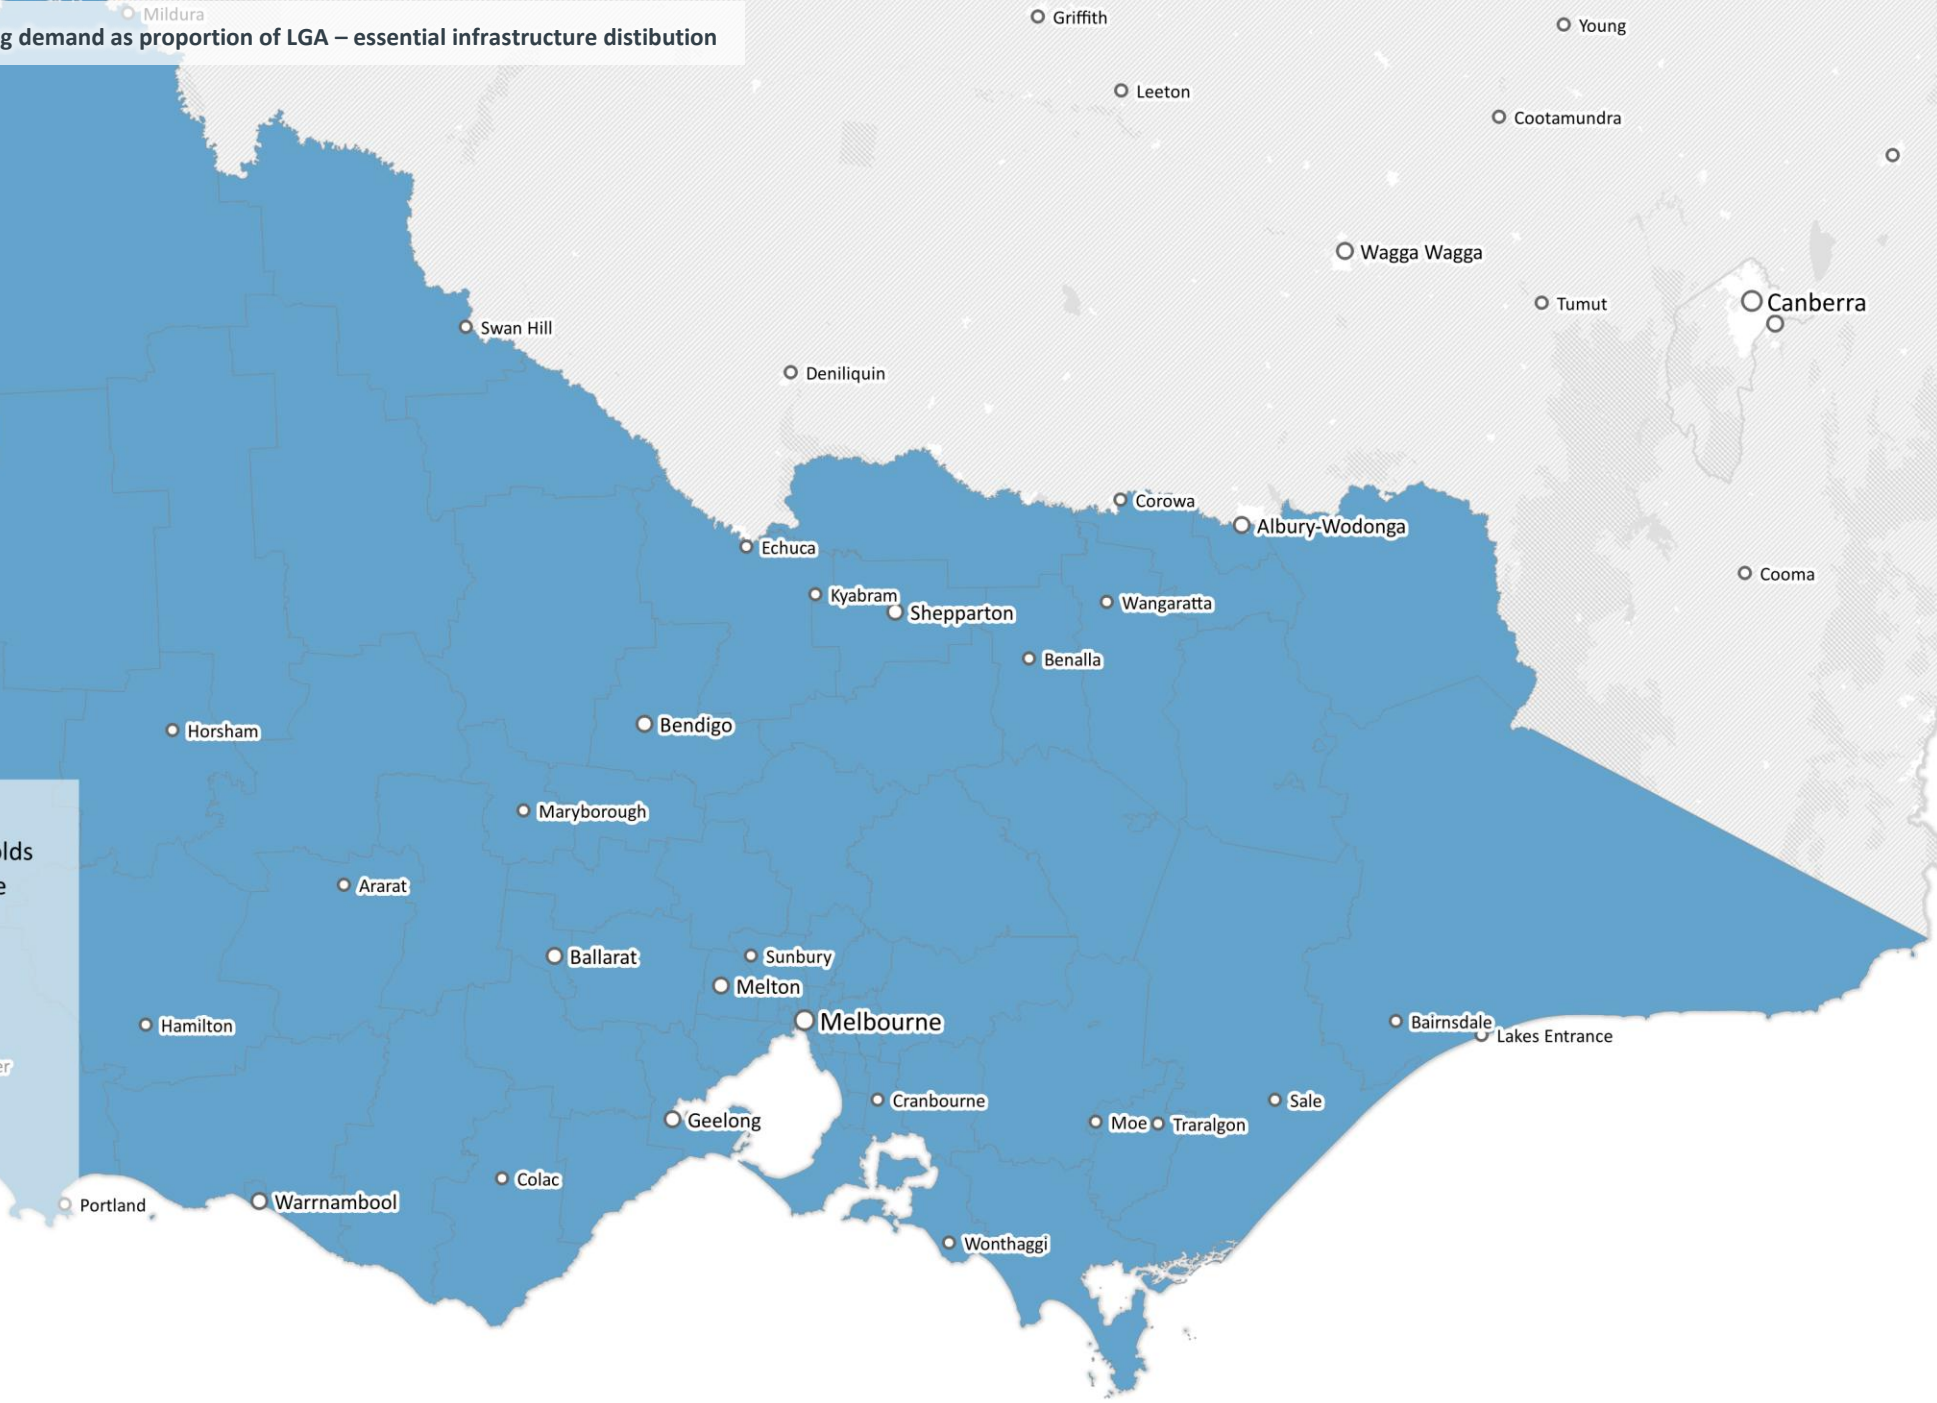 Mildura
g demand as proportion of LGA – essential infrastructure distibution
Griffith
Young
Leeton
Cootamundra
Wagga Wagga
Tumut
Canberra
Swan Hill
Deniliquin
Corowa
Albury-Wodonga
Echuca
Cooma
Kyabram
Shepparton
Wangaratta
Benalla
Horsham
Bendigo
Maryborough
olds
e
Ararat
Ballarat
Sunbury
Melton
Melbourne
Hamilton
Bairnsdale
Lakes Entrance
er
Cranbourne
Sale
Geelong
Moe
Traralgon
Colac
Portland
Warrnambool
Wonthaggi